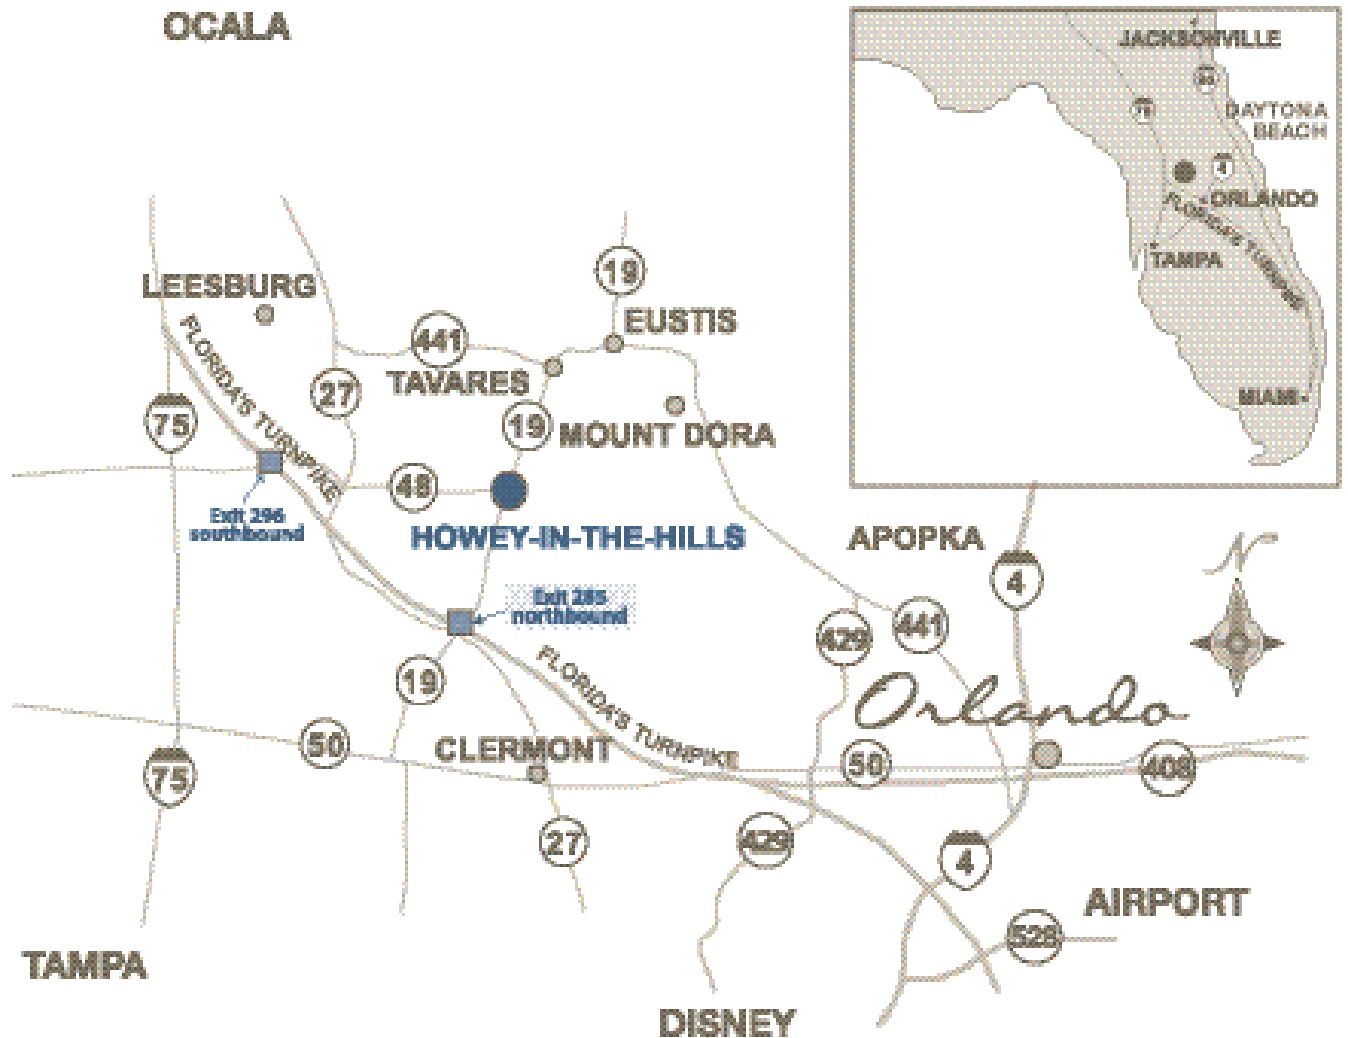 OCALA
JACKSONVILLE
95
75
DAYTONA
BEACH
4
ORLANDO
FLORIDA'S TURNPIKE
TAMPA
MIAMI
LEESBURG
19
EUSTIS
441
TAVARES
27
FLORIDA'S TURNPIKE
75
19
MOUNT DORA
48
Exit 296
southbound
HOWEY-IN-THE-HILLS
APOPKA
N
4
Exit 285
northbound
429
441
19
FLORIDA'S TURNPIKE
Orlando
50
CLERMONT
50
408
75
27
429
4
AIRPORT
528
TAMPA
DISNEY